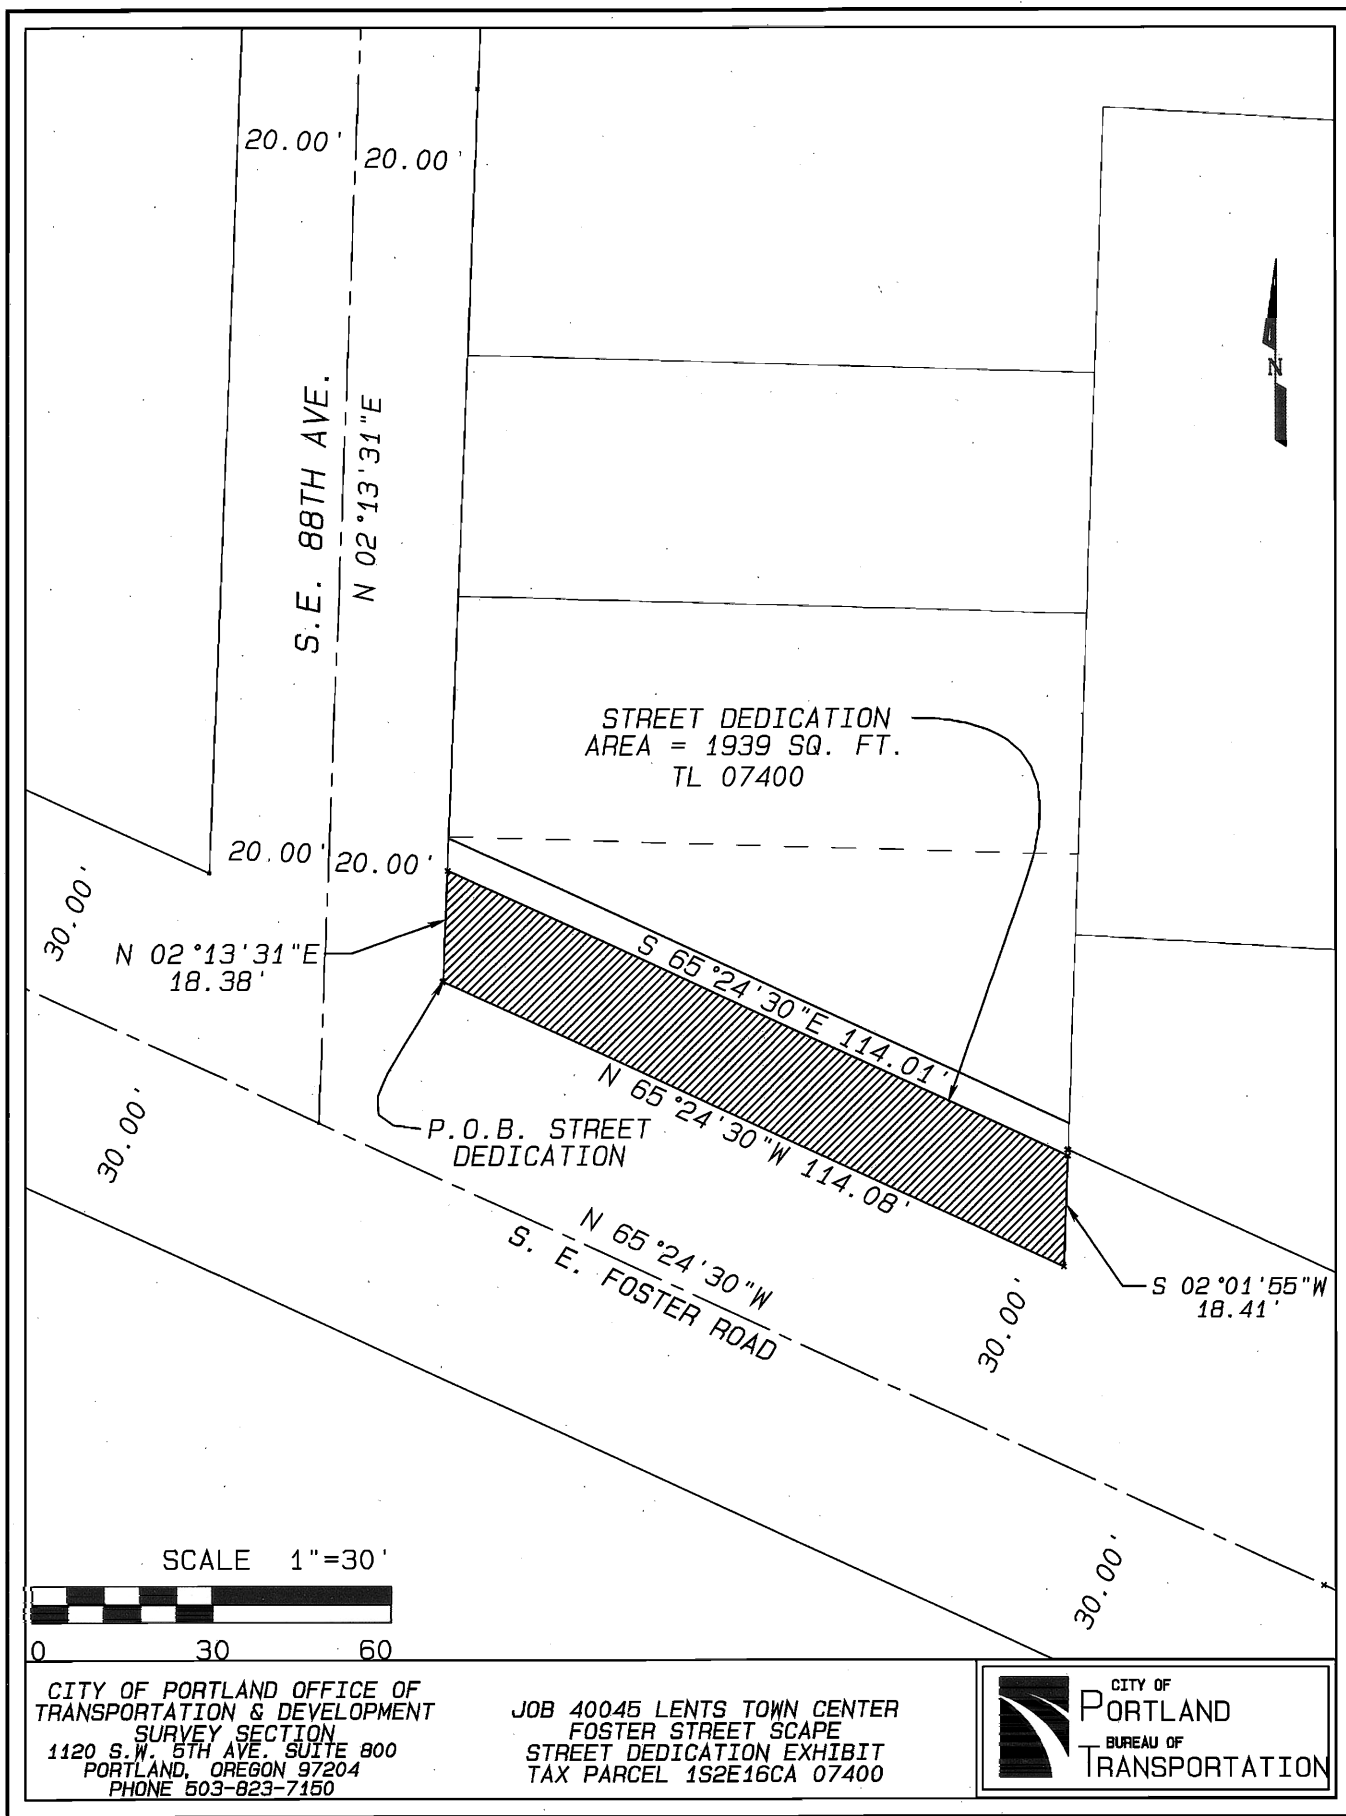 20.00'
20.00'
N
S.E. 88TH AVE.
N 02°13'31"E
STREET DEDICATION
AREA = 1939 SQ. FT.
TL 07400
20.00'
20.00'
30.00'
N 02°13'31"E
18.38'
S 65°24'30"E 114.01'
N 65°24'30"W 114.08'
30.00'
P.O.B. STREET
DEDICATION
N 65°24'30"W
S. E. FOSTER ROAD
30.00'
S 02°01'55"W
18.41'
30.00'
SCALE 1"=30'
0 30 60
CITY OF PORTLAND OFFICE OF
TRANSPORTATION & DEVELOPMENT
SURVEY SECTION
1120 S.W. 5TH AVE. SUITE 800
PORTLAND, OREGON 97204
PHONE 503-823-7150
JOB 40045 LENTS TOWN CENTER
FOSTER STREET SCAPE
STREET DEDICATION EXHIBIT
TAX PARCEL 1S2E16CA 07400
CITY OF
PORTLAND
BUREAU OF
TRANSPORTATION